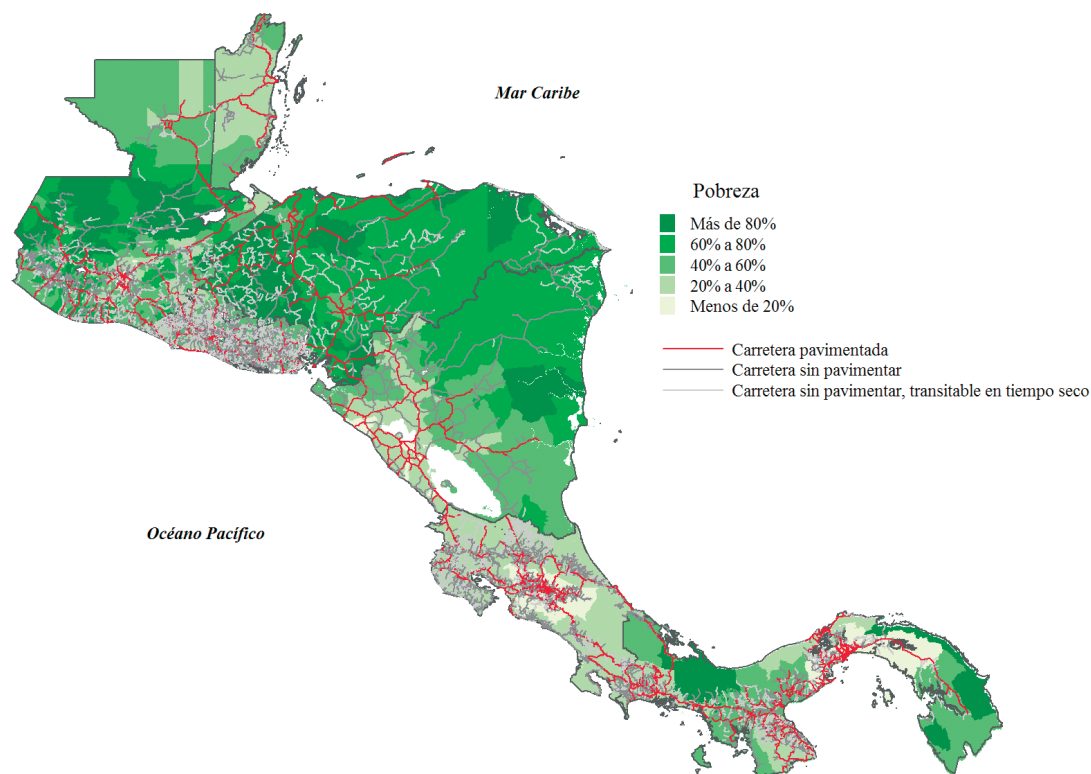 Mar Caribe
Pobreza
Más de 80%
60% a 80%
40% a 60%
20% a 40%
Menos de 20%
Carretera pavimentada
Carretera sin pavimentar
Carretera sin pavimentar, transitable en tiempo seco
Océano Pacífico